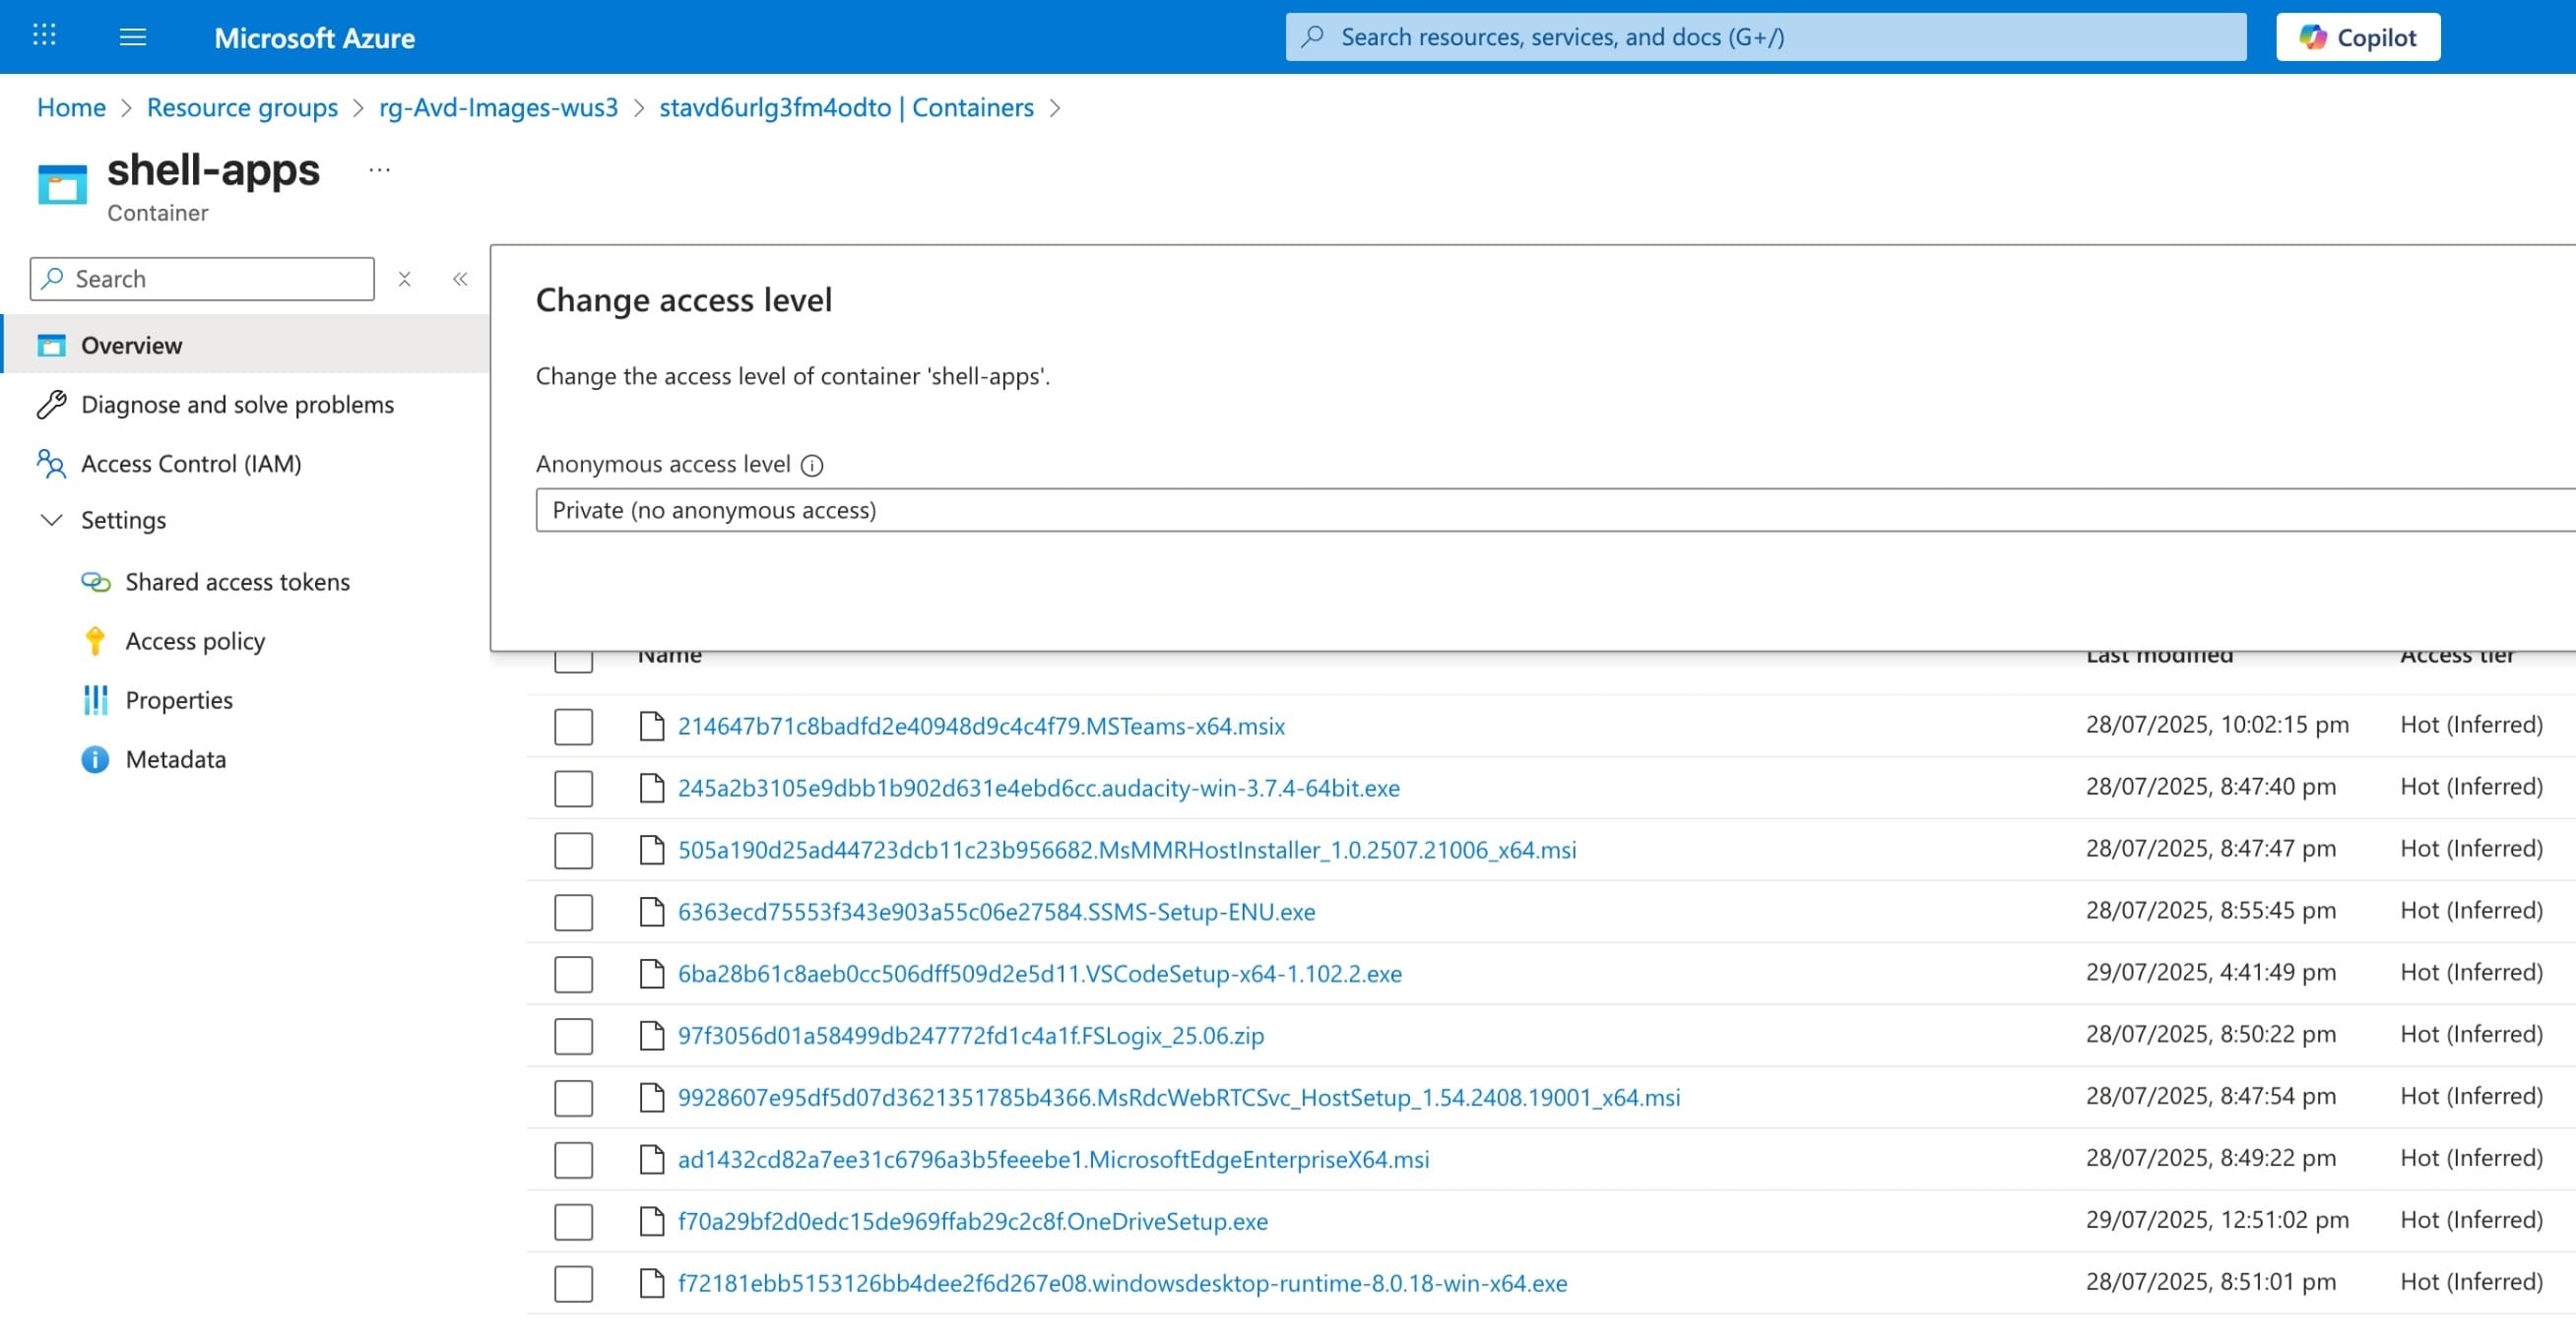 Microsoft Azure
Search resources, services, and docs (G+/)
Copilot
Home > Resource groups > rg-Avd-Images-wus3 > stavd6urlg3fm4odto | Containers >
shell-apps ...
Container
Search
Overview
Diagnose and solve problems
Access Control (IAM)
Settings
Shared access tokens
Access policy
Properties
Metadata
Change access level
Change the access level of container 'shell-apps'.
Anonymous access level
Private (no anonymous access)
Name Last modified Access tier
214647b71c8badfd2e40948d9c4c4f79.MSTeams-x64.msix 28/07/2025, 10:02:15 pm Hot (Inferred)
245a2b3105e9dbb1b902d631e4ebd6cc.audacity-win-3.7.4-64bit.exe 28/07/2025, 8:47:40 pm Hot (Inferred)
505a190d25ad44723dcb11c23b956682.MsMMRHostInstaller_1.0.2507.21006_x64.msi 28/07/2025, 8:47:47 pm Hot (Inferred)
6363ecd75553f343e903a55c06e27584.SSMS-Setup-ENU.exe 28/07/2025, 8:55:45 pm Hot (Inferred)
6ba28b61c8aeb0cc506dff509d2e5d11.VSCodeSetup-x64-1.102.2.exe 29/07/2025, 4:41:49 pm Hot (Inferred)
97f3056d01a58499db247772fd1c4a1f.FSLogix_25.06.zip 28/07/2025, 8:50:22 pm Hot (Inferred)
9928607e95df5d07d3621351785b4366.MsRdcWebRTCSvc_HostSetup_1.54.2408.19001_x64.msi 28/07/2025, 8:47:54 pm Hot (Inferred)
ad1432cd82a7ee31c6796a3b5feeebe1.MicrosoftEdgeEnterpriseX64.msi 28/07/2025, 8:49:22 pm Hot (Inferred)
f70a29bf2d0edc15de969ffab29c2c8f.OneDriveSetup.exe 29/07/2025, 12:51:02 pm Hot (Inferred)
f72181ebb5153126bb4dee2f6d267e08.windowsdesktop-runtime-8.0.18-win-x64.exe 28/07/2025, 8:51:01 pm Hot (Inferred)